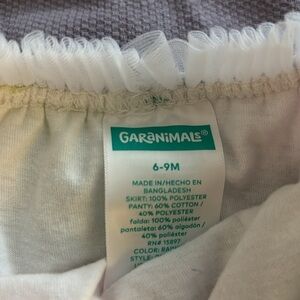 GARANIMALS®
6-9M
MADE IN/HECHO EN
BANGLADESH
SKIRT: 100% POLYESTER
PANTY: 60% COTTON /
40% POLYESTER
falda: 100% poliéster
pantaleta: 60% algodón /
40% poliéster
RN# 15897
COLOR: